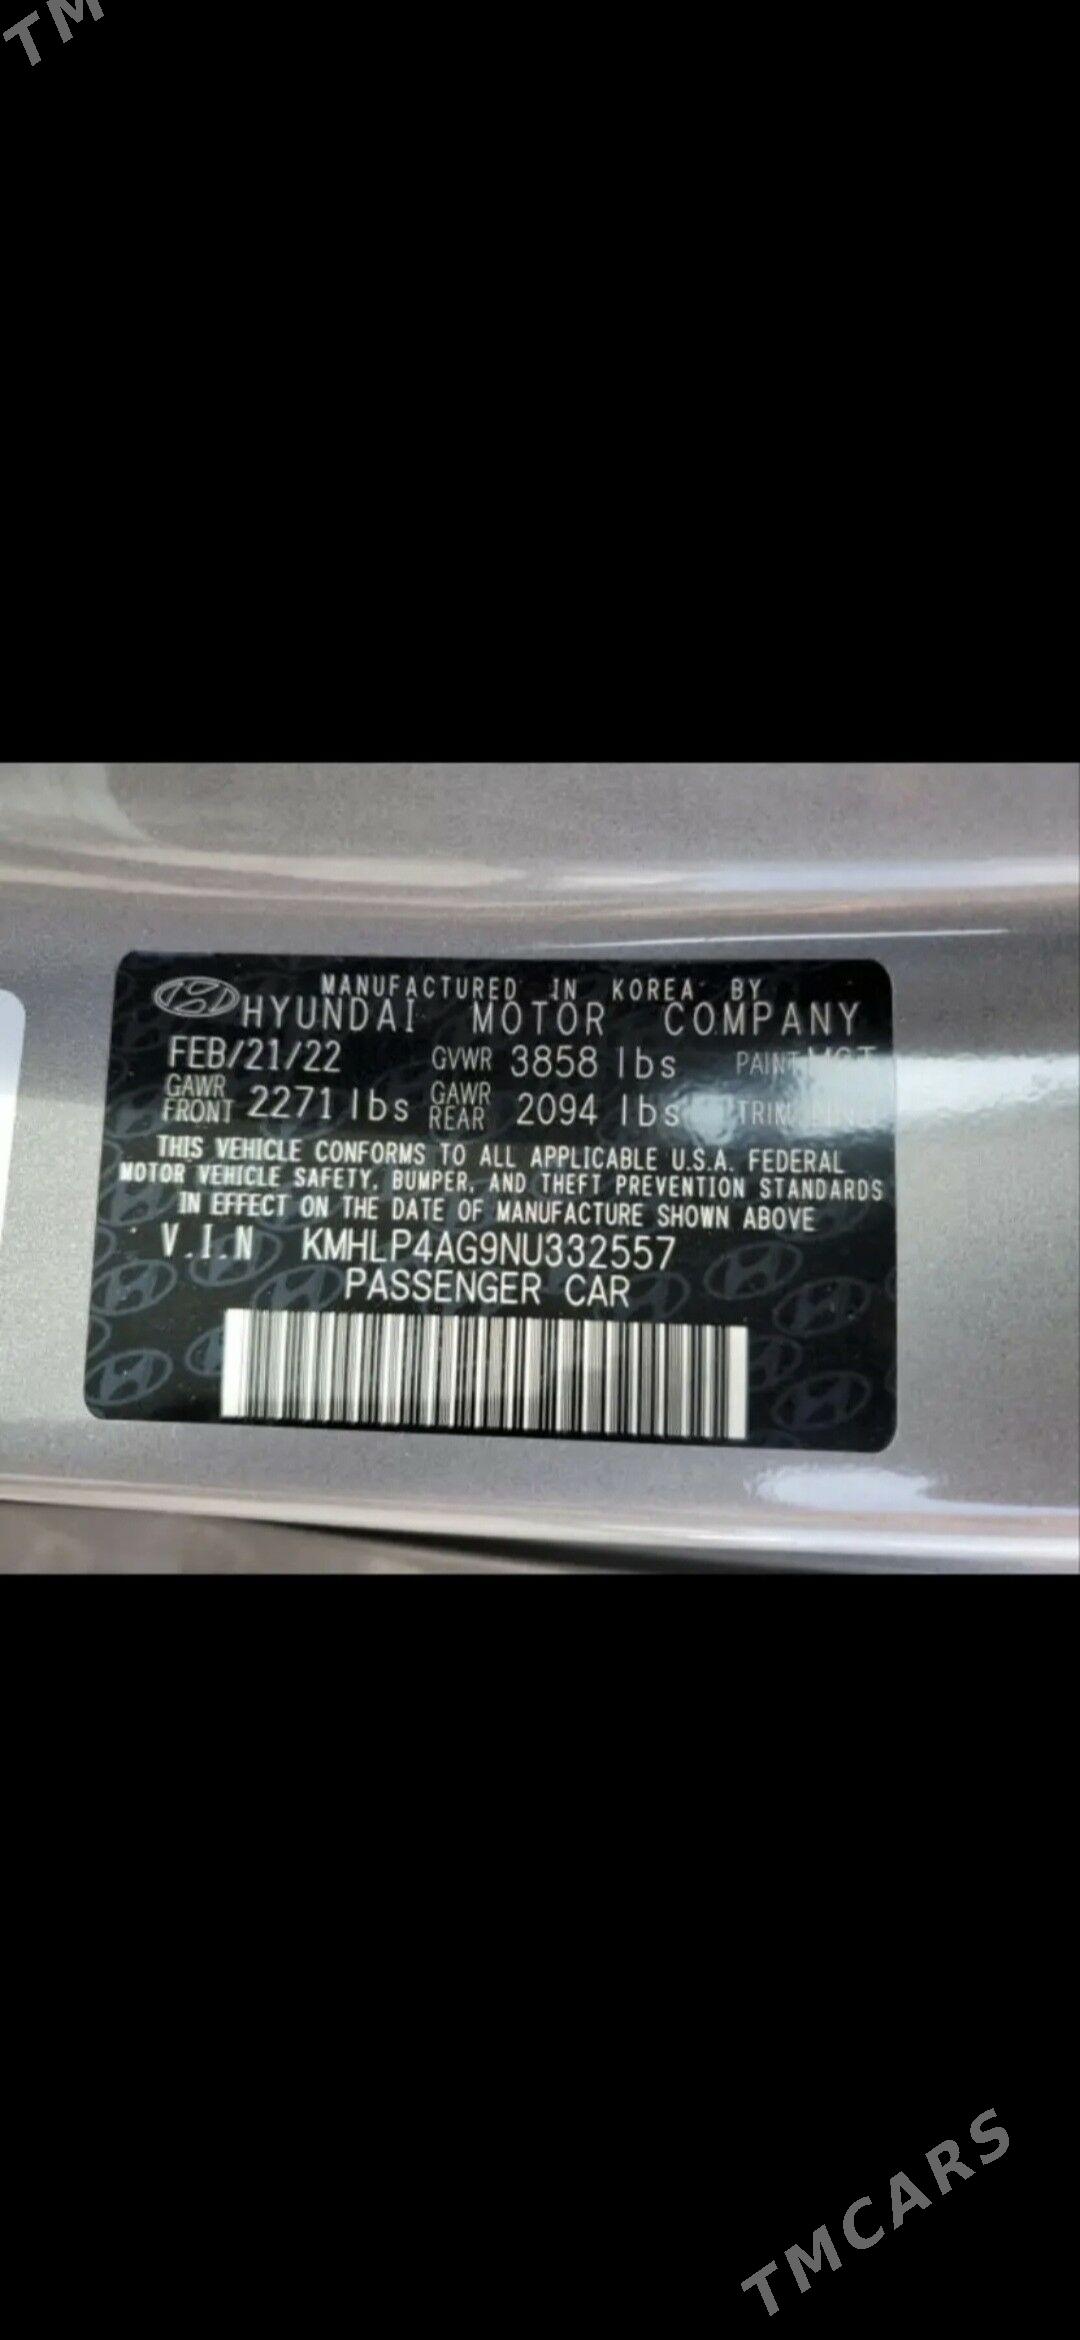 TM
MANUFACTURED IN KOREA BY
HYUNDAI MOTOR COMPANY
FEB/21/22 GVWR 3858 lbs PAINT
GAWR FRONT 2271 lbs GAWR REAR 2094 lbs TRIM
THIS VEHICLE CONFORMS TO ALL APPLICABLE U.S.A. FEDERAL
MOTOR VEHICLE SAFETY, BUMPER, AND THEFT PREVENTION STANDARDS
IN EFFECT ON THE DATE OF MANUFACTURE SHOWN ABOVE
V.I.N KMHLP4AG9NU332557
PASSENGER CAR
TMCARS